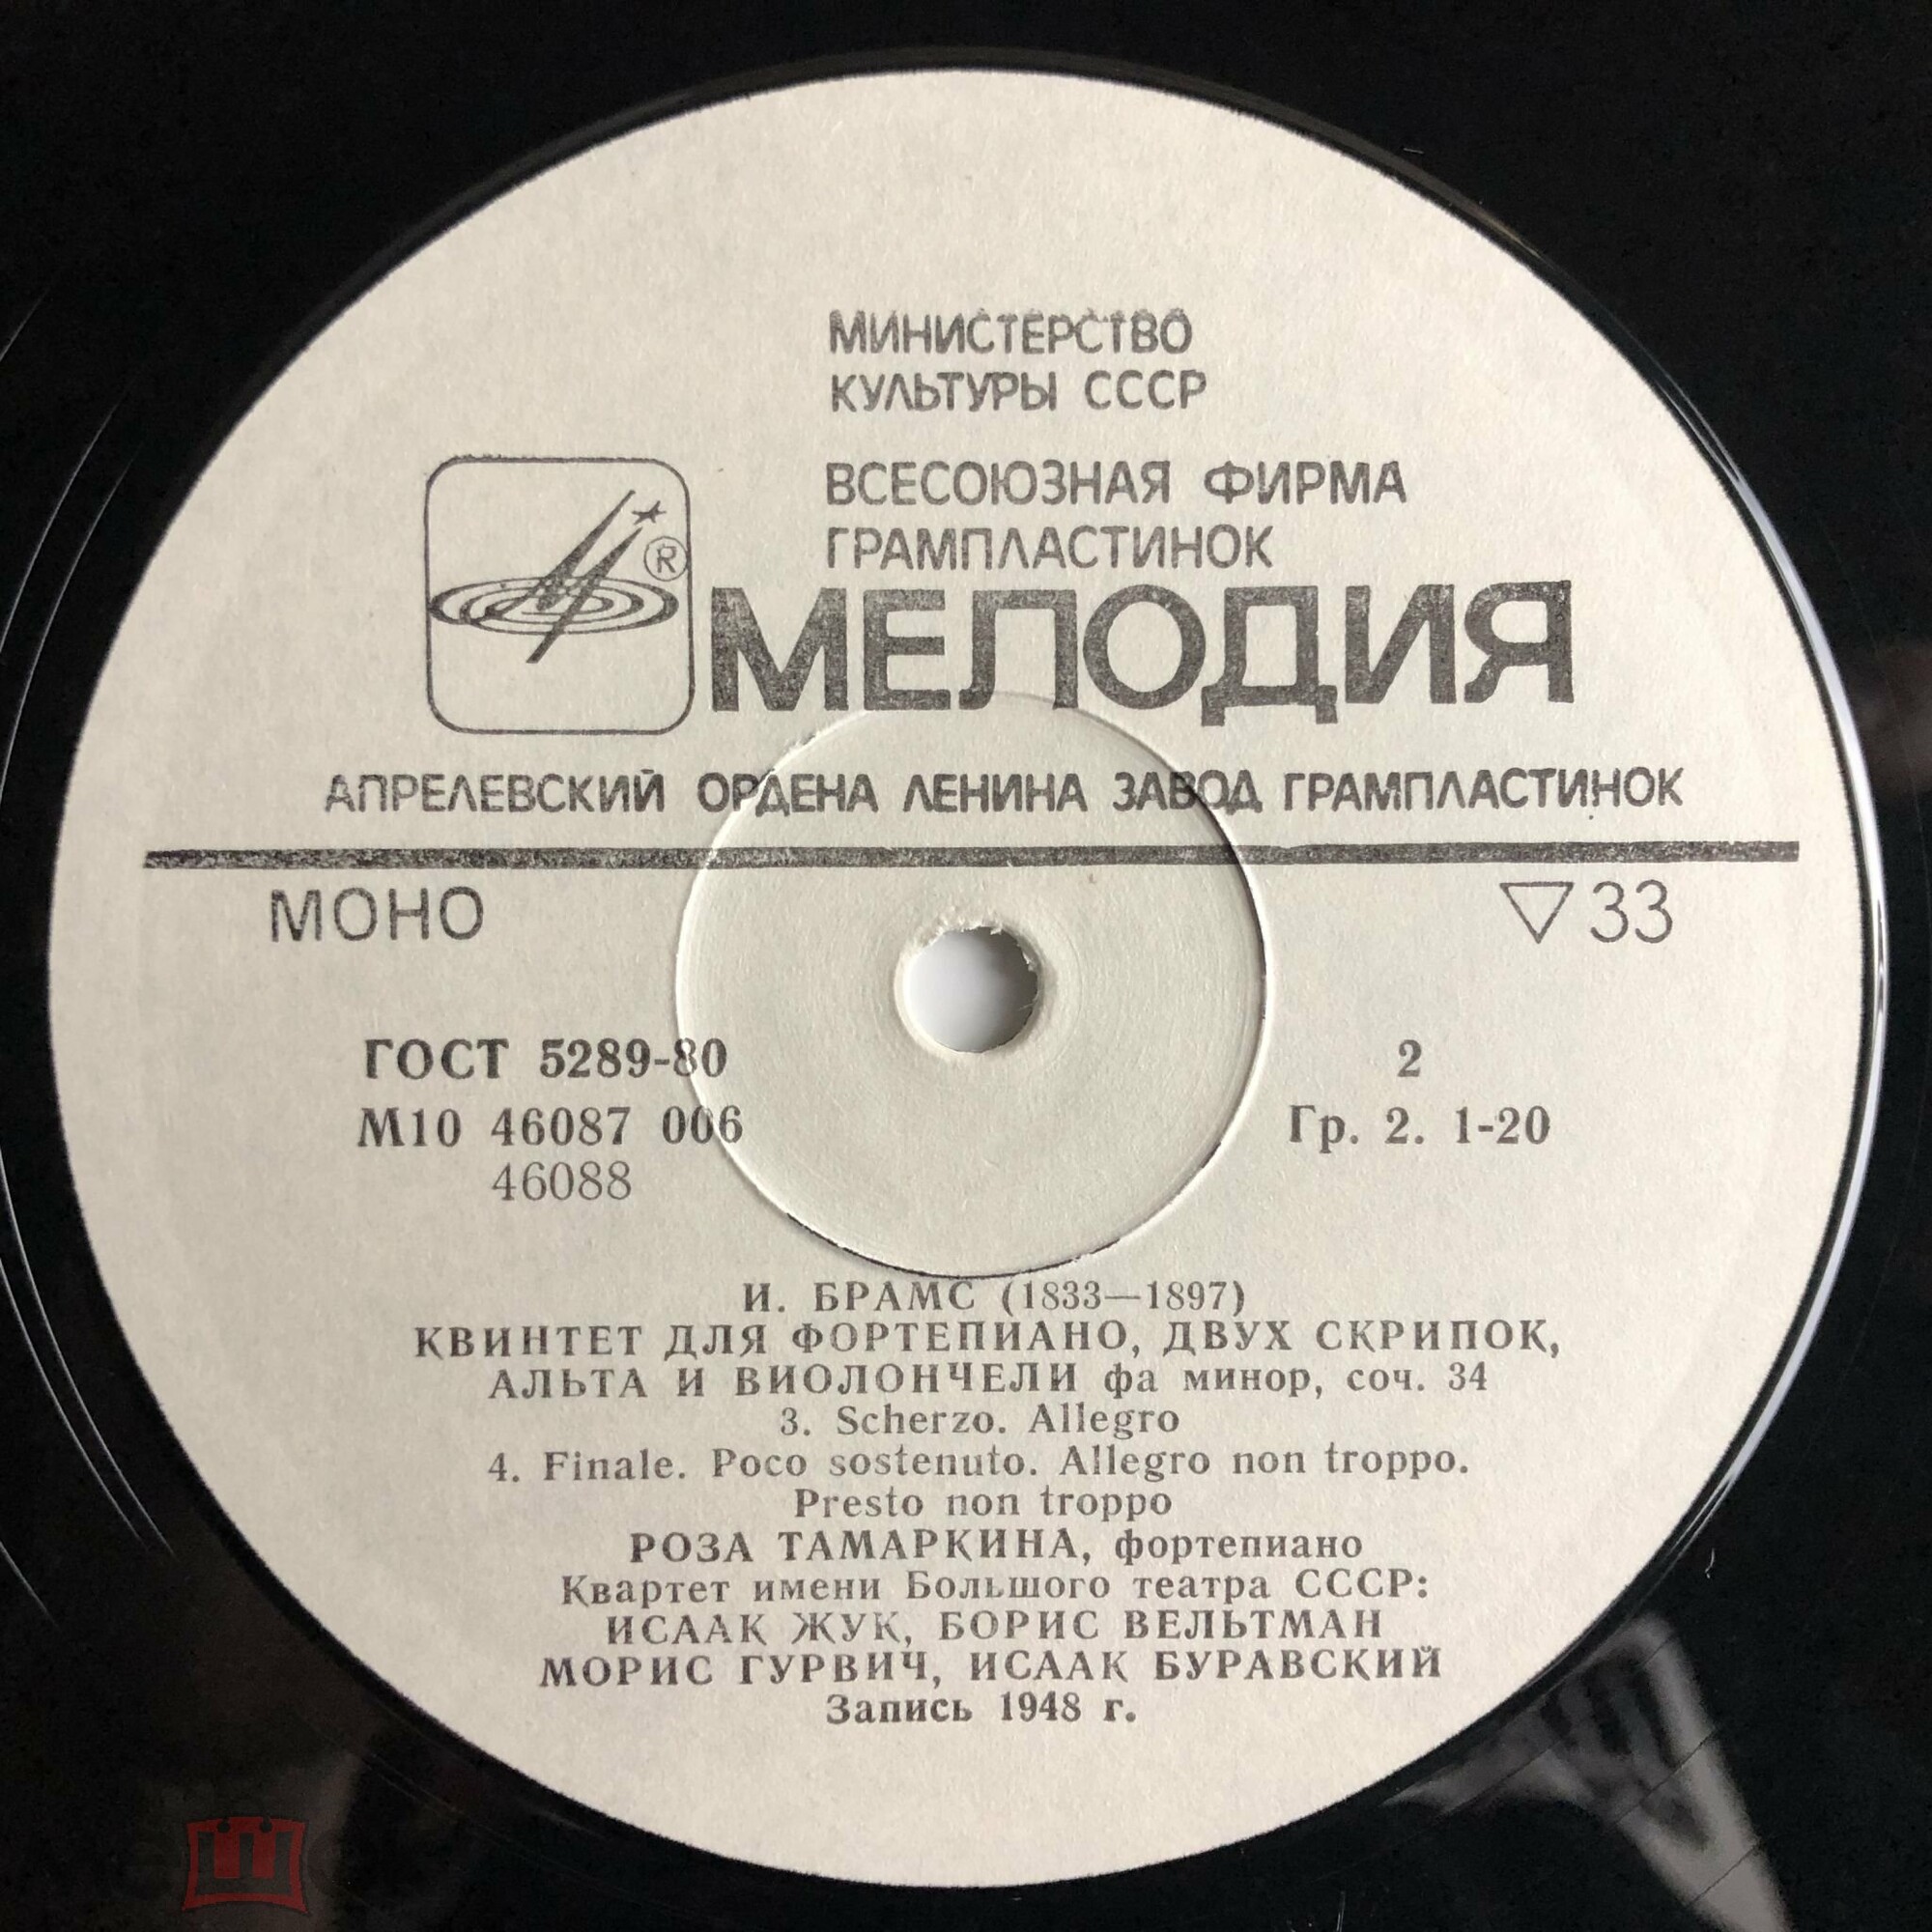 МИНИСТЕРСТВО
КУЛЬТУРЫ СССР
ВСЕСОЮЗНАЯ ФИРМА
ГРАМПЛАСТИНОК
®
МЕЛОДИЯ
АПРЕЛЕВСКИЙ ОРДЕНА ЛЕНИНА ЗАВОД ГРАМПЛАСТИНОК
МОНО
▽33
ГОСТ 5289-80
2
М10 46087 006
Гр. 2. 1-20
46088
И. БРАМС (1833—1897)
КВИНТЕТ ДЛЯ ФОРТЕПИАНО, ДВУХ СКРИПОК,
АЛЬТА И ВИОЛОНЧЕЛИ фа минор, соч. 34
3. Scherzo. Allegro
4. Finale. Poco sostenuto. Allegro non troppo.
Presto non troppo
РОЗА ТАМАРКИНА, фортепиано
Квартет имени Большого театра СССР:
ИСААК ЖУК, БОРИС ВЕЛЬТМАН
МОРИС ГУРВИЧ, ИСААК БУРАВСКИЙ
Запись 1948 г.